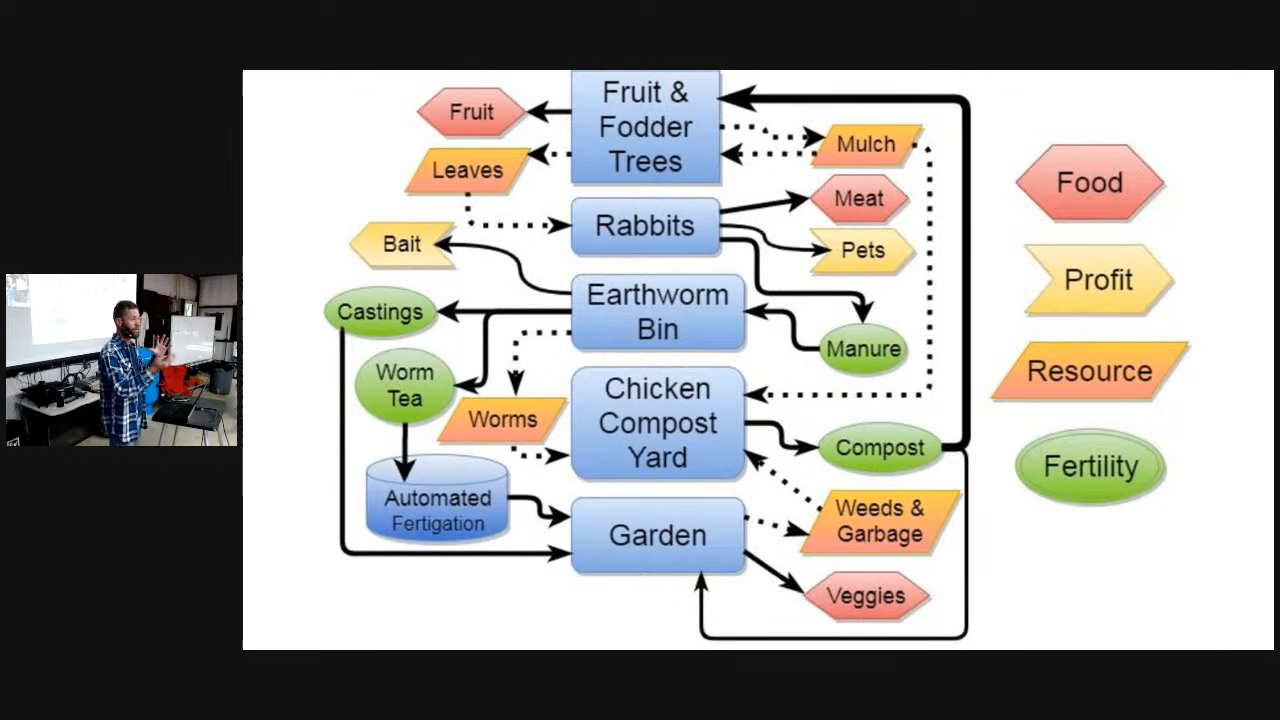 Fruit &
Fodder
Trees
Fruit
Leaves
Mulch
Meat
Rabbits
Pets
Bait
Earthworm
Bin
Castings
Manure
Worm
Tea
Worms
Chicken
Compost
Yard
Compost
Automated
Fertigation
Garden
Weeds &
Garbage
Veggies
Food
Profit
Resource
Fertility